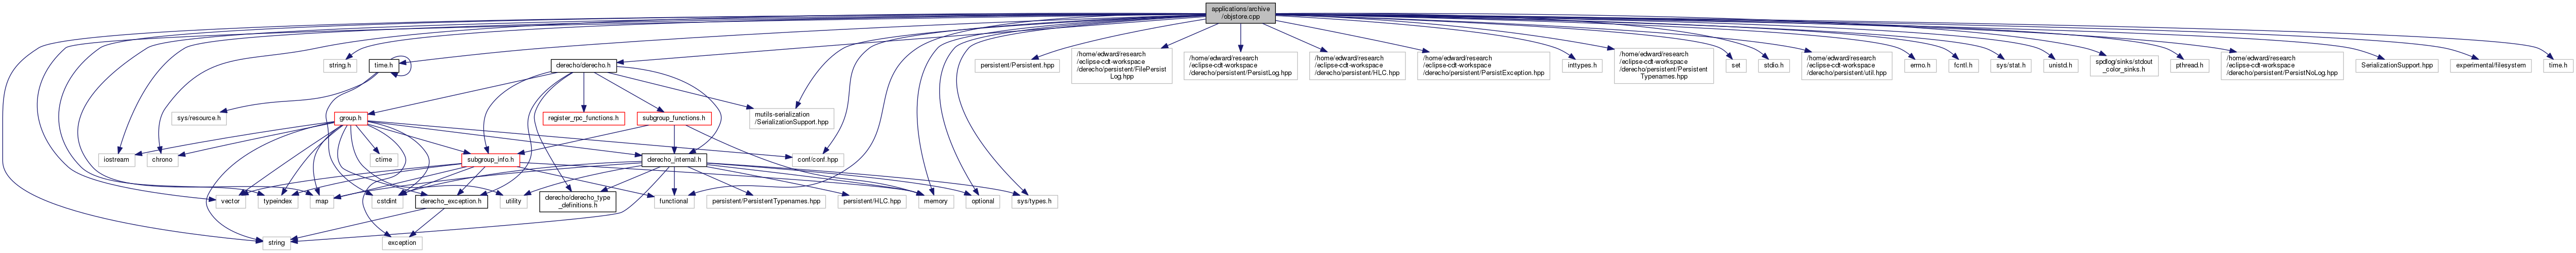 applications/archive
/objstore.cpp
string.h
time.h
derecho/derecho.h
persistent/Persistent.hpp
/home/edward/research
/eclipse-cdt-workspace
/derecho/persistent/FilePersist
Log.hpp
/home/edward/research
/eclipse-cdt-workspace
/derecho/persistent/PersistLog.hpp
/home/edward/research
/eclipse-cdt-workspace
/derecho/persistent/HLC.hpp
/home/edward/research
/eclipse-cdt-workspace
/derecho/persistent/PersistException.hpp
inttypes.h
/home/edward/research
/eclipse-cdt-workspace
/derecho/persistent/Persistent
Typenames.hpp
set
stdio.h
/home/edward/research
/eclipse-cdt-workspace
/derecho/persistent/util.hpp
errno.h
fcntl.h
sys/stat.h
unistd.h
spdlog/sinks/stdout
_color_sinks.h
pthread.h
/home/edward/research
/eclipse-cdt-workspace
/derecho/persistent/PersistNoLog.hpp
SerializationSupport.hpp
experimental/filesystem
time.h
sys/resource.h
group.h
register_rpc_functions.h
subgroup_functions.h
mutils-serialization
/SerializationSupport.hpp
iostream
chrono
ctime
subgroup_info.h
derecho_internal.h
conf/conf.hpp
vector
typeindex
map
cstdint
derecho_exception.h
utility
derecho/derecho_type
_definitions.h
functional
persistent/PersistentTypenames.hpp
persistent/HLC.hpp
memory
optional
sys/types.h
string
exception